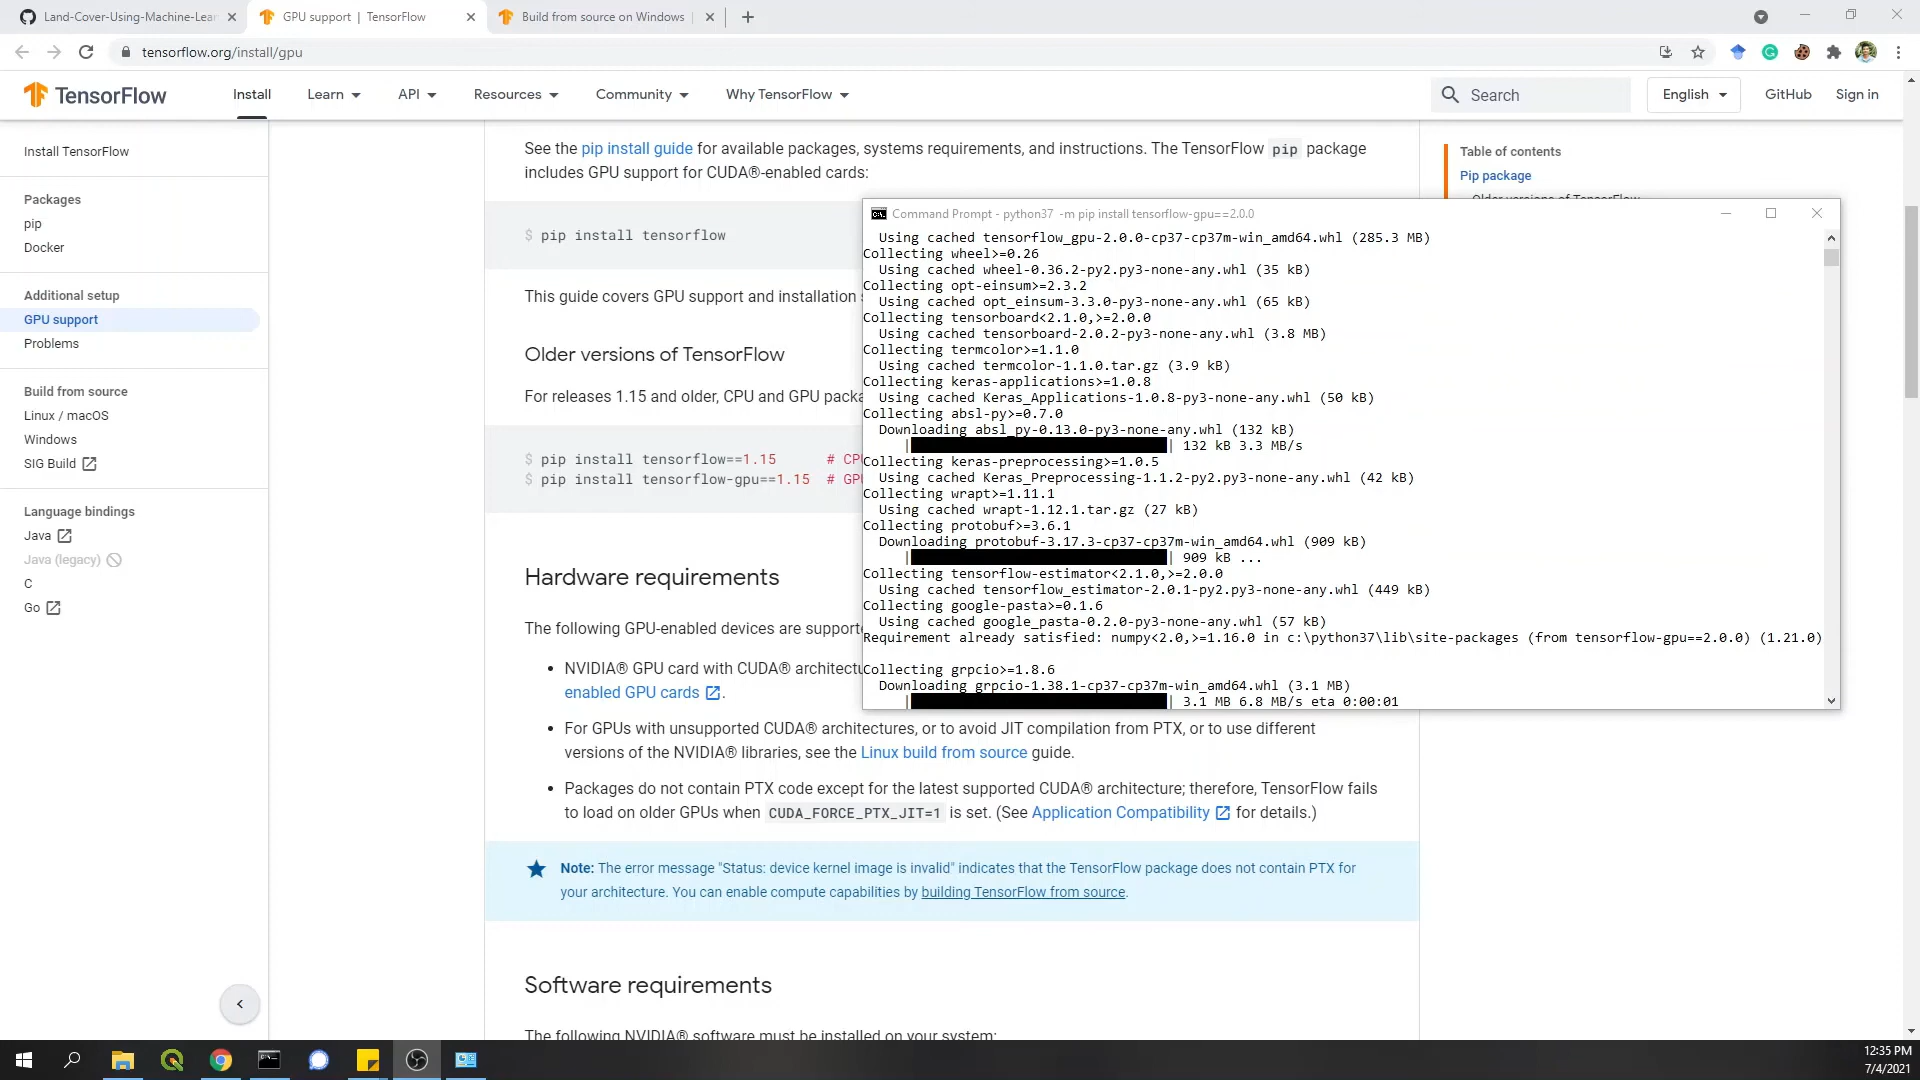 Land-Cover-Using-Machine-Lear
GPU support | TensorFlow
Build from source on Windows
tensorflow.org/install/gpu
TensorFlow
Install
Learn
API
Resources
Community
Why TensorFlow
Search
English
GitHub
Sign in
Install TensorFlow
Packages
pip
Docker
Additional setup
GPU support
Problems
Build from source
Linux / macOS
Windows
SIG Build
Language bindings
Java
Java (legacy)
C
Go
See the pip install guide for available packages, systems requirements, and instructions. The TensorFlow pip package
includes GPU support for CUDA®-enabled cards:
$ pip install tensorflow
This guide covers GPU support and installation
Older versions of TensorFlow
For releases 1.15 and older, CPU and GPU packa
$ pip install tensorflow==1.15 # CP
$ pip install tensorflow-gpu==1.15 # GP
Hardware requirements
The following GPU-enabled devices are supporte
• NVIDIA® GPU card with CUDA® architectu
enabled GPU cards .
• For GPUs with unsupported CUDA® architectures, or to avoid JIT compilation from PTX, or to use different
versions of the NVIDIA® libraries, see the Linux build from source guide.
• Packages do not contain PTX code except for the latest supported CUDA® architecture; therefore, TensorFlow fails
to load on older GPUs when CUDA_FORCE_PTX_JIT=1 is set. (See Application Compatibility for details.)
Note: The error message "Status: device kernel image is invalid" indicates that the TensorFlow package does not contain PTX for
your architecture. You can enable compute capabilities by building TensorFlow from source.
Software requirements
The following NVIDIA® software must be installed on your system:
Table of contents
Pip package
Older versions of TensorFlow
Command Prompt - python37 -m pip install tensorflow-gpu==2.0.0
Using cached tensorflow_gpu-2.0.0-cp37-cp37m-win_amd64.whl (285.3 MB)
Collecting wheel>=0.26
Using cached wheel-0.36.2-py2.py3-none-any.whl (35 kB)
Collecting opt-einsum>=2.3.2
Using cached opt_einsum-3.3.0-py3-none-any.whl (65 kB)
Collecting tensorboard<2.1.0,>=2.0.0
Using cached tensorboard-2.0.2-py3-none-any.whl (3.8 MB)
Collecting termcolor>=1.1.0
Using cached termcolor-1.1.0.tar.gz (3.9 kB)
Collecting keras-applications>=1.0.8
Using cached Keras_Applications-1.0.8-py3-none-any.whl (50 kB)
Collecting absl-py>=0.7.0
Downloading absl_py-0.13.0-py3-none-any.whl (132 kB)
| | 132 kB 3.3 MB/s
Collecting keras-preprocessing>=1.0.5
Using cached Keras_Preprocessing-1.1.2-py2.py3-none-any.whl (42 kB)
Collecting wrapt>=1.11.1
Using cached wrapt-1.12.1.tar.gz (27 kB)
Collecting protobuf>=3.6.1
Downloading protobuf-3.17.3-cp37-cp37m-win_amd64.whl (909 kB)
| | 909 kB ...
Collecting tensorflow-estimator<2.1.0,>=2.0.0
Using cached tensorflow_estimator-2.0.1-py2.py3-none-any.whl (449 kB)
Collecting google-pasta>=0.1.6
Using cached google_pasta-0.2.0-py3-none-any.whl (57 kB)
Requirement already satisfied: numpy<2.0,>=1.16.0 in c:\python37\lib\site-packages (from tensorflow-gpu==2.0.0) (1.21.0)
Collecting grpcio>=1.8.6
Downloading grpcio-1.38.1-cp37-cp37m-win_amd64.whl (3.1 MB)
| | 3.1 MB 6.8 MB/s eta 0:00:01
12:35 PM
7/4/2021